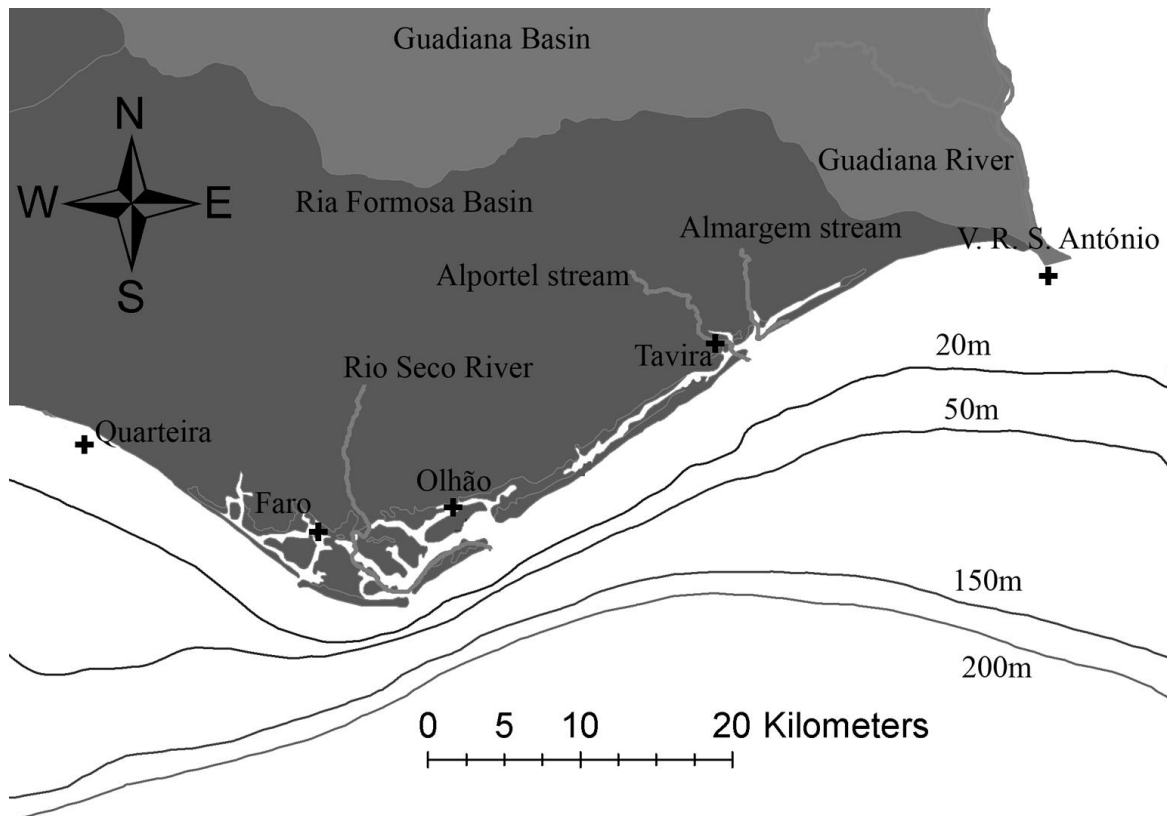 Guadiana Basin
N
W
E
S
Guadiana River
Ria Formosa Basin
Almargem stream
V. R. S. António
Alportel stream
20m
Tavira
Rio Seco River
50m
Quarteira
Olhão
Faro
150m
200m
0 5 10 20 Kilometers